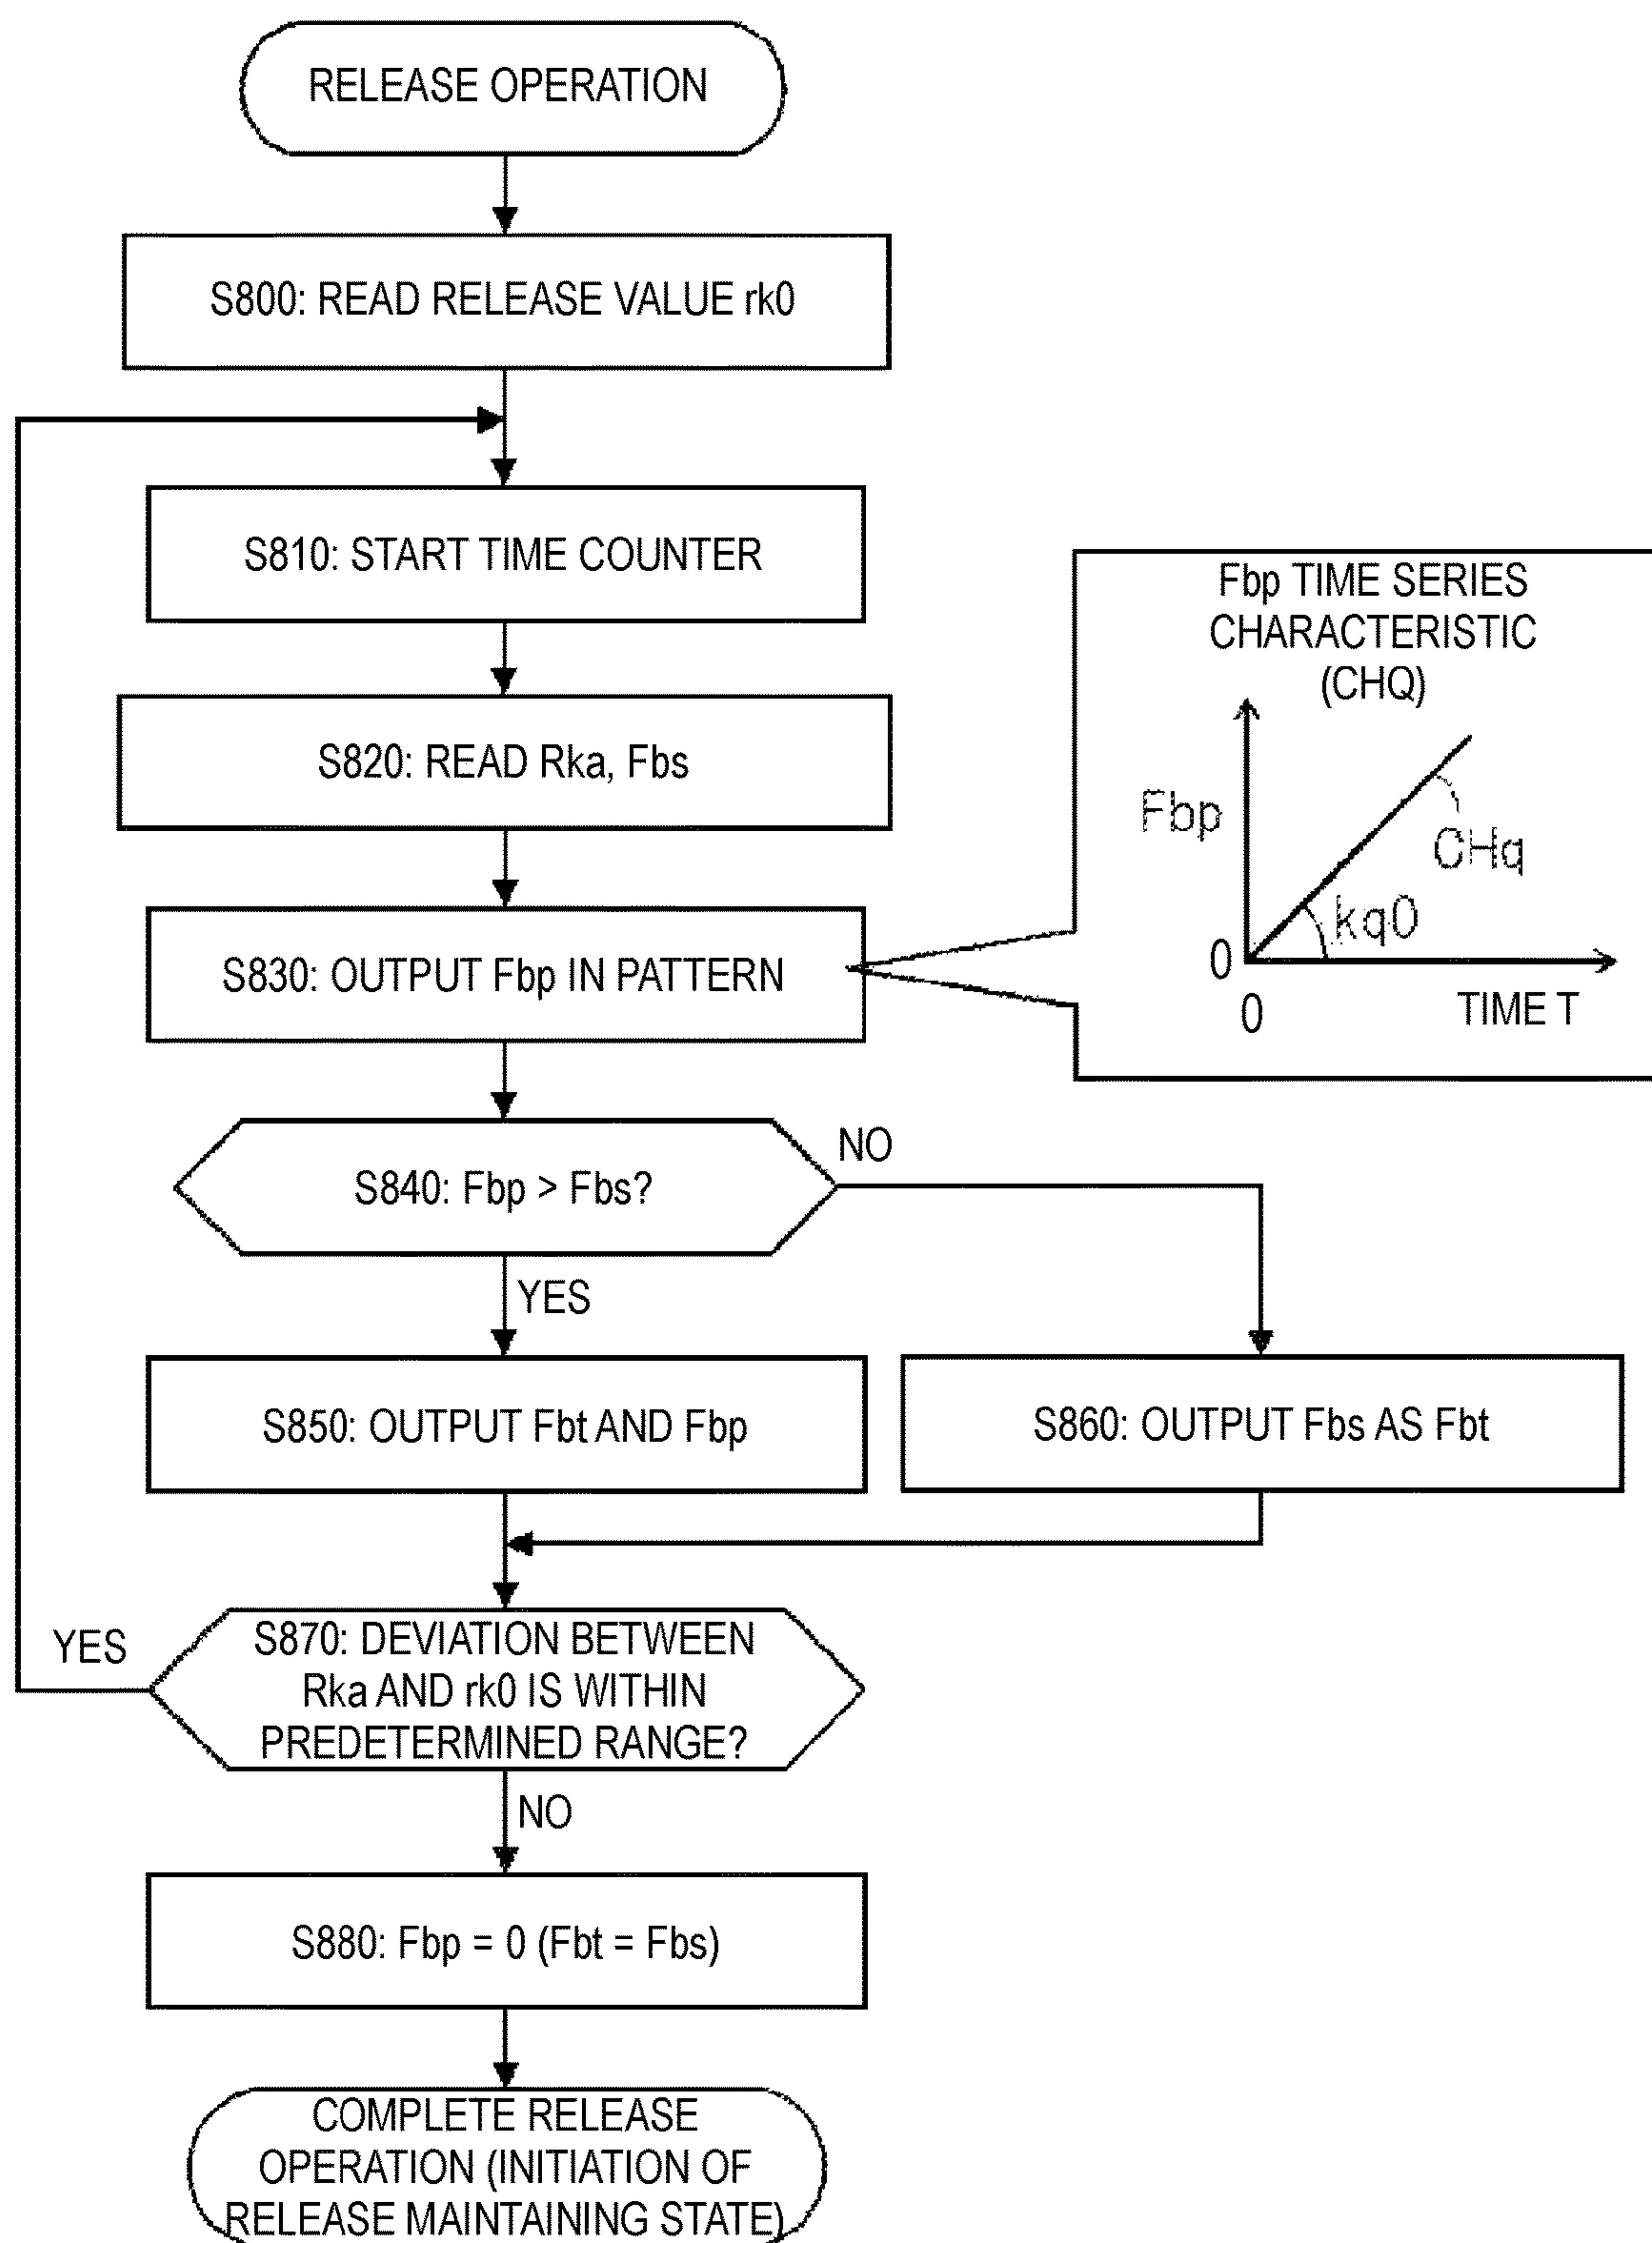 RELEASE OPERATION
S800: READ RELEASE VALUE rk0
S810: START TIME COUNTER
S820: READ Rka, Fbs
S830: OUTPUT Fbp IN PATTERN
Fbp TIME SERIES
CHARACTERISTIC
(CHQ)
Fbp
CHq
kq0
0
0
TIME T
S840: Fbp > Fbs?
NO
YES
S850: OUTPUT Fbt AND Fbp
S860: OUTPUT Fbs AS Fbt
YES
S870: DEVIATION BETWEEN
Rka AND rk0 IS WITHIN
PREDETERMINED RANGE?
NO
S880: Fbp = 0 (Fbt = Fbs)
COMPLETE RELEASE
OPERATION (INITIATION OF
RELEASE MAINTAINING STATE)